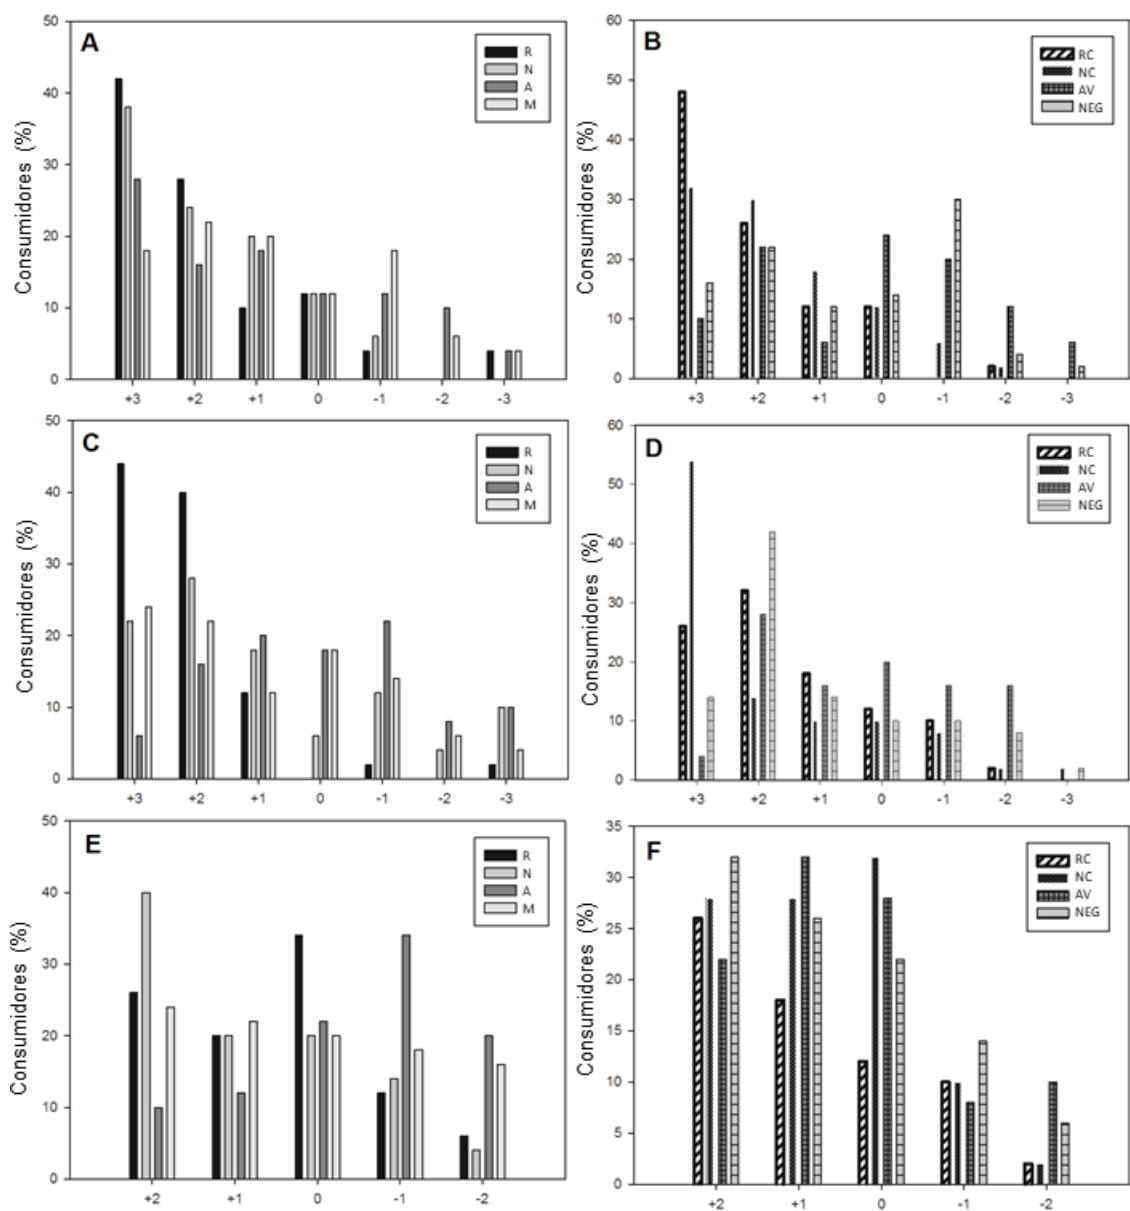 A
R
N
A
M
Consumidores (%)
50
40
30
20
10
0
+3 +2 +1 0 -1 -2 -3
B
RC
NC
AV
NEG
Consumidores (%)
60
50
40
30
20
10
0
+3 +2 +1 0 -1 -2 -3
C
R
N
A
M
Consumidores (%)
50
40
30
20
10
0
+3 +2 +1 0 -1 -2 -3
D
RC
NC
AV
NEG
Consumidores (%)
60
50
40
30
20
10
0
+3 +2 +1 0 -1 -2 -3
E
R
N
A
M
Consumidores (%)
50
40
30
20
10
0
+2 +1 0 -1 -2
F
RC
NC
AV
NEG
Consumidores (%)
35
30
25
20
15
10
5
0
+2 +1 0 -1 -2